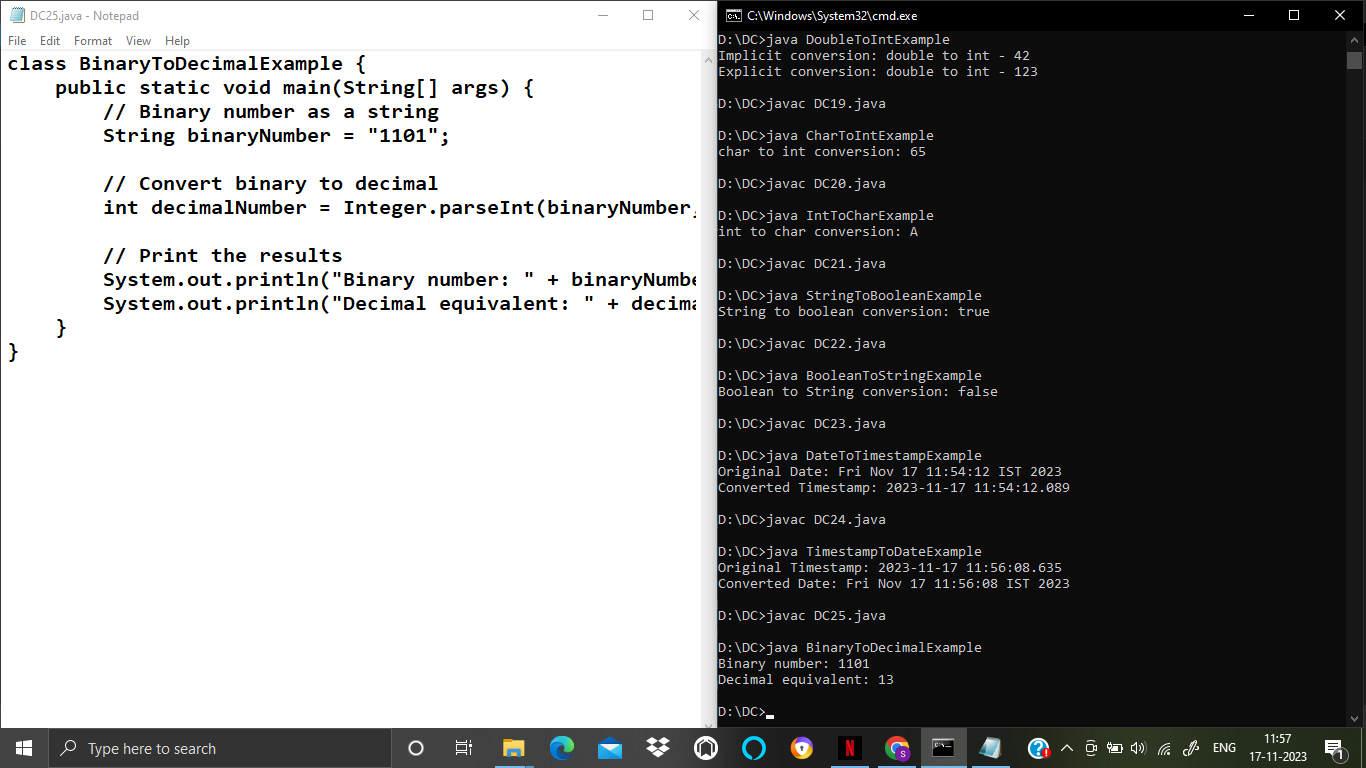 DC25.java - Notepad
File Edit Format View Help
class BinaryToDecimalExample {
    public static void main(String[] args) {
        // Binary number as a string
        String binaryNumber = "1101";

        // Convert binary to decimal
        int decimalNumber = Integer.parseInt(binaryNumber,

        // Print the results
        System.out.println("Binary number: " + binaryNumbe
        System.out.println("Decimal equivalent: " + decima
    }
}
C:\Windows\System32\cmd.exe
D:\DC>java DoubleToIntExample
Implicit conversion: double to int - 42
Explicit conversion: double to int - 123

D:\DC>javac DC19.java

D:\DC>java CharToIntExample
char to int conversion: 65

D:\DC>javac DC20.java

D:\DC>java IntToCharExample
int to char conversion: A

D:\DC>javac DC21.java

D:\DC>java StringToBooleanExample
String to boolean conversion: true

D:\DC>javac DC22.java

D:\DC>java BooleanToStringExample
Boolean to String conversion: false

D:\DC>javac DC23.java

D:\DC>java DateToTimestampExample
Original Date: Fri Nov 17 11:54:12 IST 2023
Converted Timestamp: 2023-11-17 11:54:12.089

D:\DC>javac DC24.java

D:\DC>java TimestampToDateExample
Original Timestamp: 2023-11-17 11:56:08.635
Converted Date: Fri Nov 17 11:56:08 IST 2023

D:\DC>javac DC25.java

D:\DC>java BinaryToDecimalExample
Binary number: 1101
Decimal equivalent: 13

D:\DC>
Type here to search
ENG
11:57
17-11-2023
1